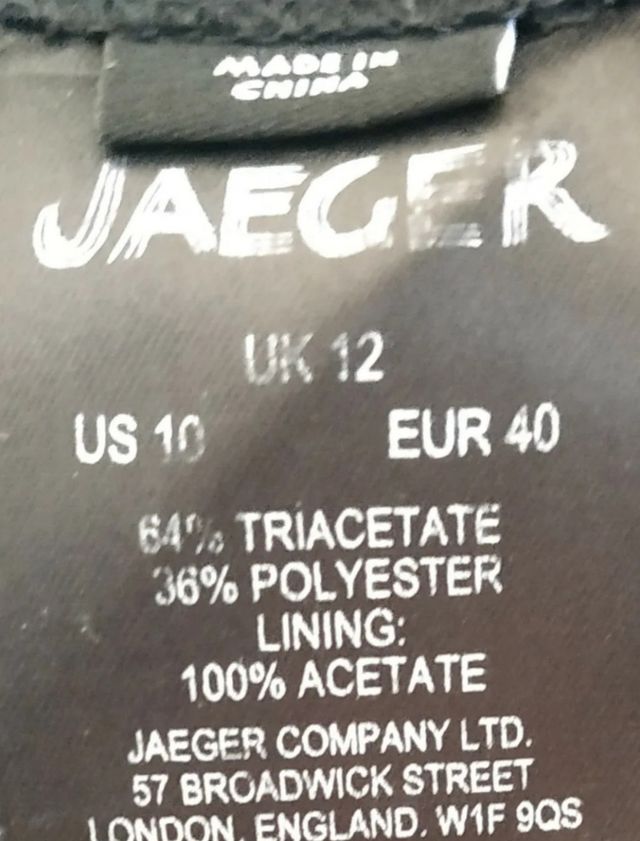 MADE IN
CHINA
JAEGER
UK 12
US 10 EUR 40
64% TRIACETATE
36% POLYESTER
LINING:
100% ACETATE
JAEGER COMPANY LTD.
57 BROADWICK STREET
LONDON, ENGLAND. W1F 9QS